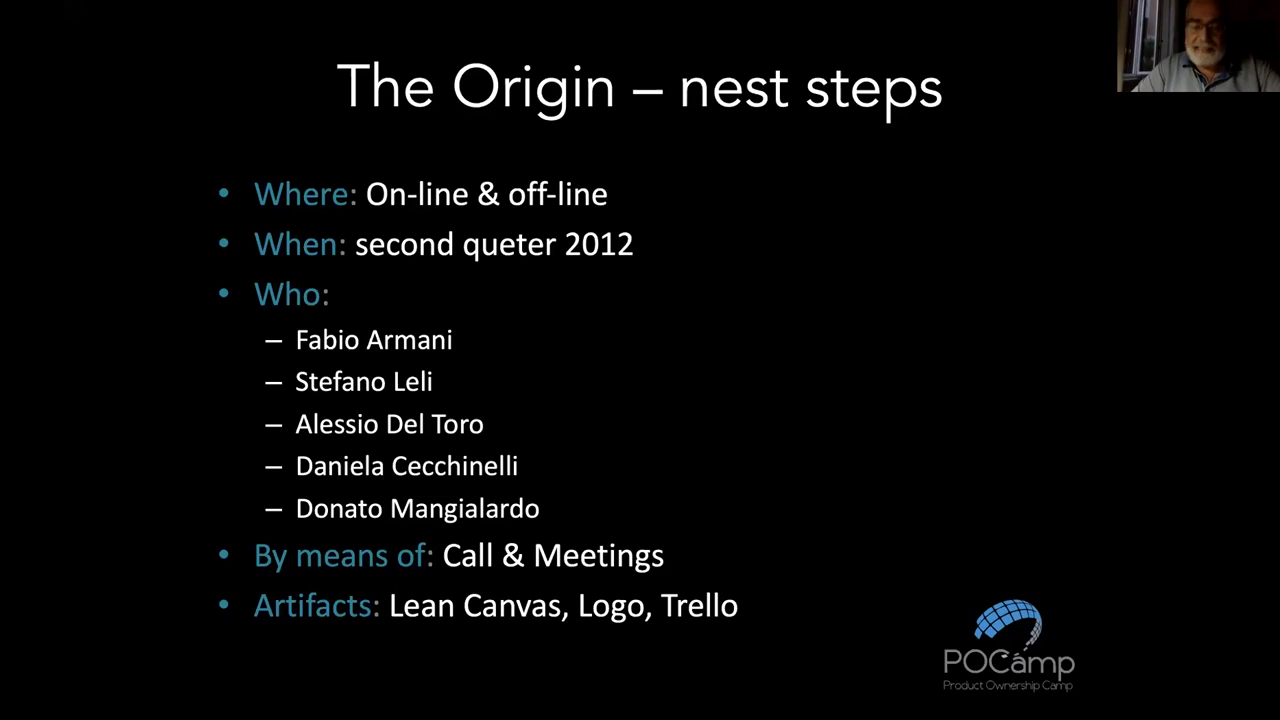 The Origin – nest steps
• Where: On-line & off-line
• When: second queter 2012
• Who:
– Fabio Armani
– Stefano Leli
– Alessio Del Toro
– Daniela Cecchinelli
– Donato Mangialardo
• By means of: Call & Meetings
• Artifacts: Lean Canvas, Logo, Trello
POCámp
Product Ownership Camp